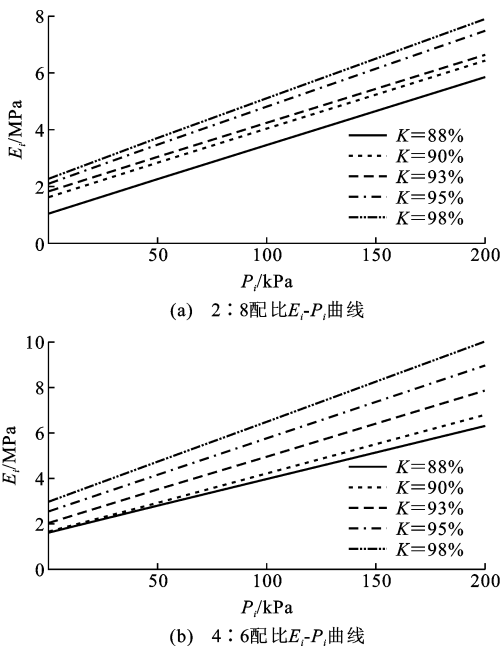 8
6
4
2
0
E_i/MPa
K=88%
K=90%
K=93%
K=95%
K=98%
50
100
150
200
P_i/kPa
(a) 2∶8配比E_i-P_i曲线
10
8
6
4
2
0
E_i/MPa
K=88%
K=90%
K=93%
K=95%
K=98%
50
100
150
200
P_i/kPa
(b) 4∶6配比E_i-P_i曲线